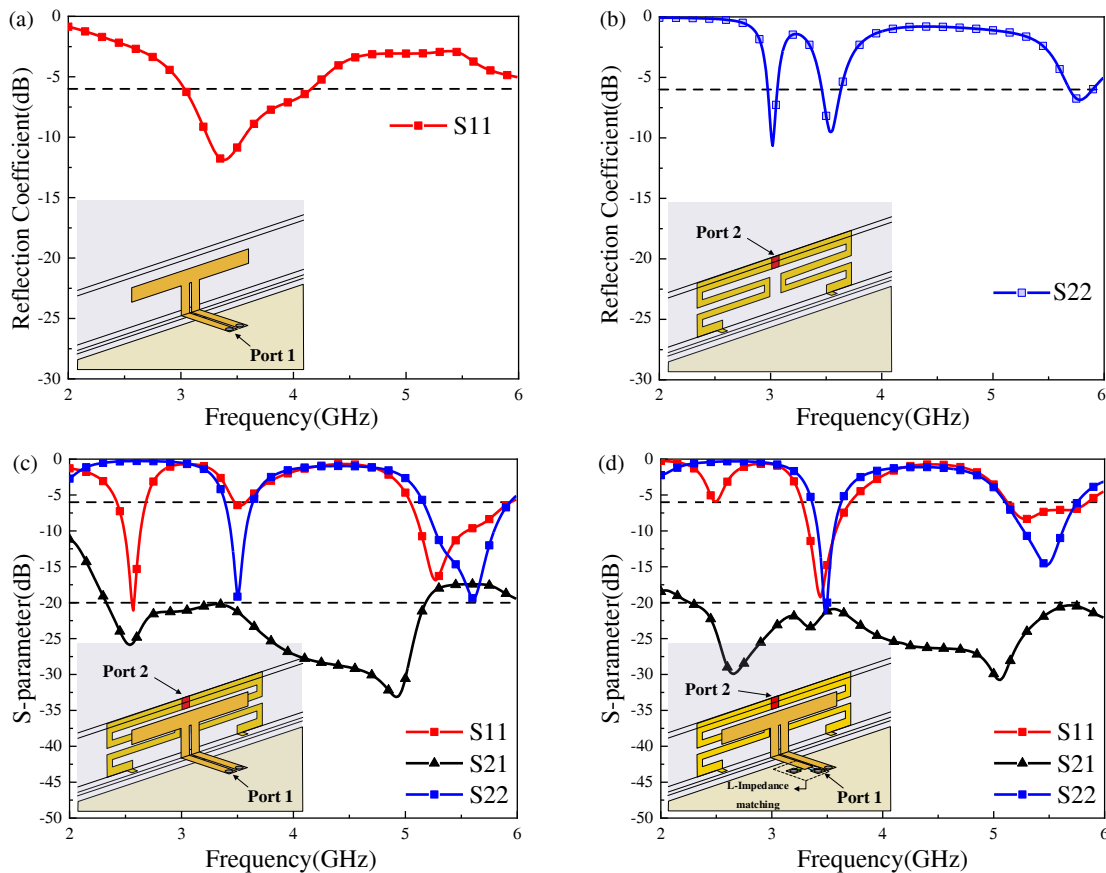 (a)
Reflection Coefficient(dB)
0
-5
-10
-15
-20
-25
-30
S11
Port 1
2
3
4
5
6
Frequency(GHz)
(b)
Reflection Coefficient(dB)
0
-5
-10
-15
-20
-25
-30
Port 2
S22
2
3
4
5
6
Frequency(GHz)
(c)
S-parameter(dB)
0
-5
-10
-15
-20
-25
-30
-35
-40
-45
-50
Port 2
Port 1
S11
S21
S22
2
3
4
5
6
Frequency(GHz)
(d)
S-parameter(dB)
0
-5
-10
-15
-20
-25
-30
-35
-40
-45
-50
Port 2
L-Impedance
matching
Port 1
S11
S21
S22
2
3
4
5
6
Frequency(GHz)